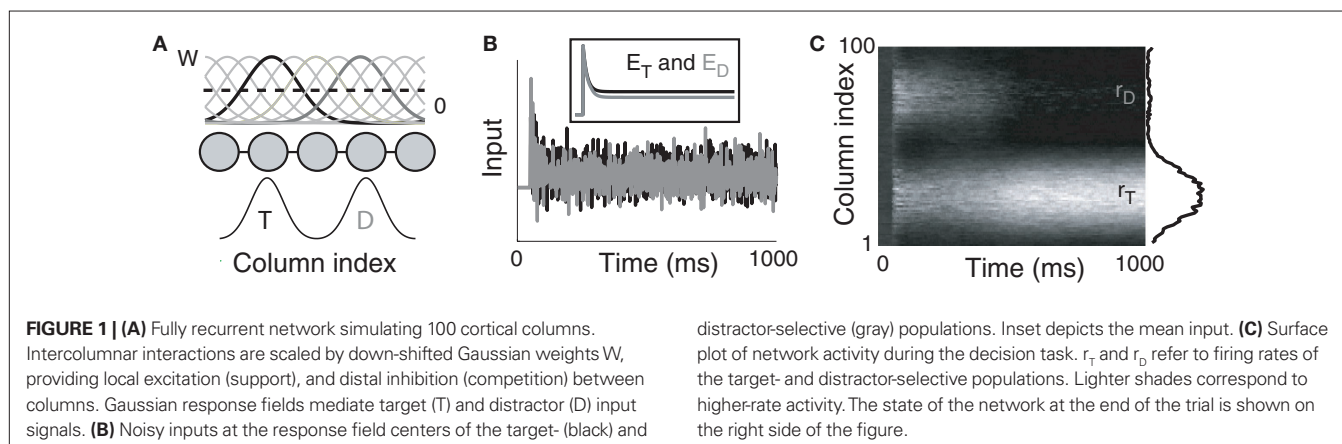 A
W
0
T
D
Column index
B
E_T and E_D
Input
0
Time (ms)
1000
C
100
Column index
1
r_D
r_T
0
Time (ms)
1000
FIGURE 1 | (A) Fully recurrent network simulating 100 cortical columns.
Intercolumnar interactions are scaled by down-shifted Gaussian weights W,
providing local excitation (support), and distal inhibition (competition) between
columns. Gaussian response fields mediate target (T) and distractor (D) input
signals. (B) Noisy inputs at the response field centers of the target- (black) and
distractor-selective (gray) populations. Inset depicts the mean input. (C) Surface
plot of network activity during the decision task. r_T and r_D refer to firing rates of
the target- and distractor-selective populations. Lighter shades correspond to
higher-rate activity. The state of the network at the end of the trial is shown on
the right side of the figure.